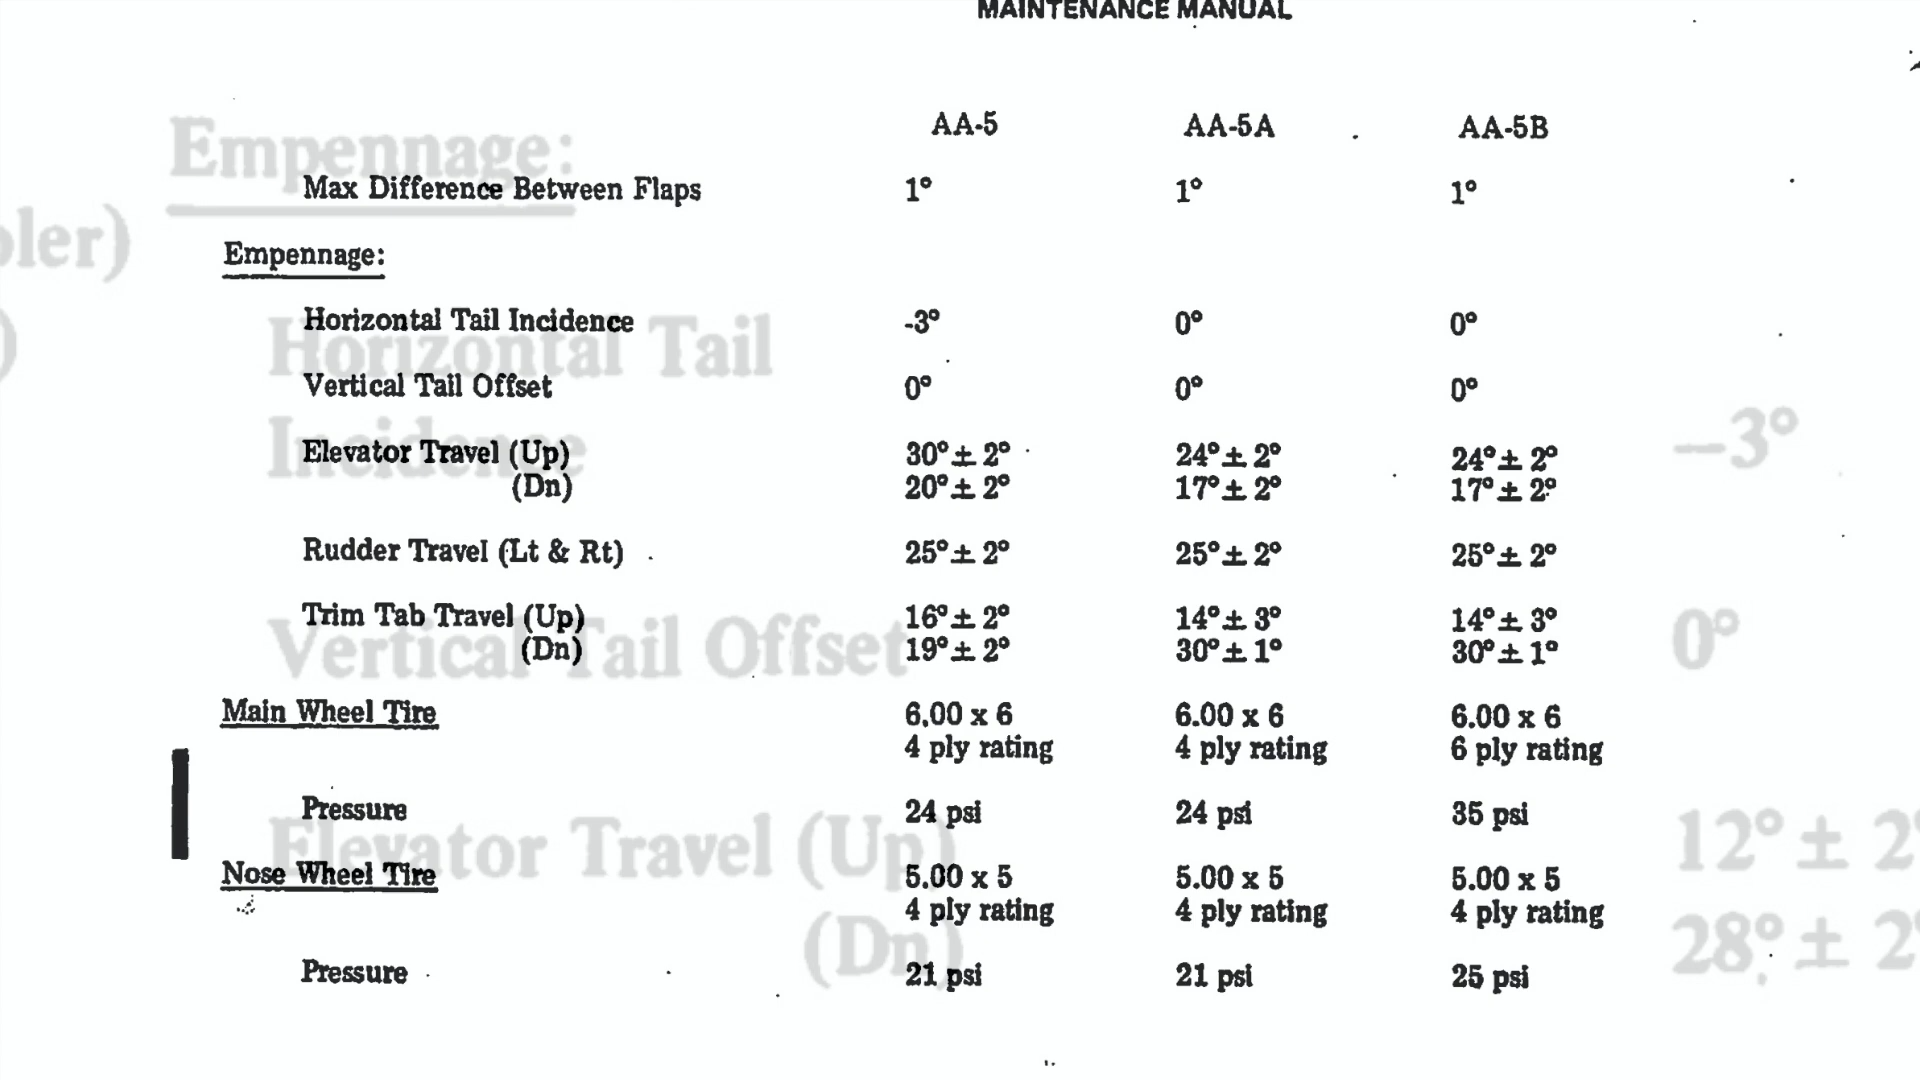 MAINTENANCE MANUAL
AA-5 AA-5A AA-5B
Empennage:
Max Difference Between Flaps 1° 1° 1°
ler)
Empennage:
Horizontal Tail Incidence -3° 0° 0°
)
Horizontal Tail
Vertical Tail Offset 0° 0° 0°
Incidence −3°
Elevator Travel (Up) 30° ± 2° 24° ± 2° 24° ± 2°
(Dn) 20° ± 2° 17° ± 2° 17° ± 2°
Rudder Travel (Lt & Rt) 25° ± 2° 25° ± 2° 25° ± 2°
Trim Tab Travel (Up) 16° ± 2° 14° ± 3° 14° ± 3°
Vertical Tail Offset 0°
(Dn) 19° ± 2° 30° ± 1° 30° ± 1°
Main Wheel Tire 6.00 x 6 6.00 x 6 6.00 x 6
4 ply rating 4 ply rating 6 ply rating
Pressure 24 psi 24 psi 35 psi
Elevator Travel (Up) 12° ± 2°
Nose Wheel Tire 5.00 x 5 5.00 x 5 5.00 x 5
4 ply rating 4 ply rating 4 ply rating
(Dn) 28° ± 2°
Pressure 21 psi 21 psi 25 psi